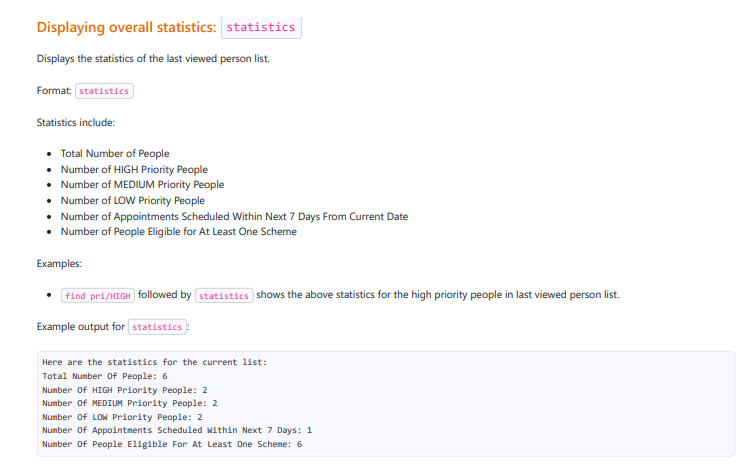 Displaying overall statistics: statistics
Displays the statistics of the last viewed person list.
Format: statistics
Statistics include:
• Total Number of People
• Number of HIGH Priority People
• Number of MEDIUM Priority People
• Number of LOW Priority People
• Number of Appointments Scheduled Within Next 7 Days From Current Date
• Number of People Eligible for At Least One Scheme
Examples:
• find pri/HIGH followed by statistics shows the above statistics for the high priority people in last viewed person list.
Example output for statistics:
Here are the statistics for the current list:
Total Number Of People: 6
Number Of HIGH Priority People: 2
Number Of MEDIUM Priority People: 2
Number Of LOW Priority People: 2
Number Of Appointments Scheduled Within Next 7 Days: 1
Number Of People Eligible For At Least One Scheme: 6